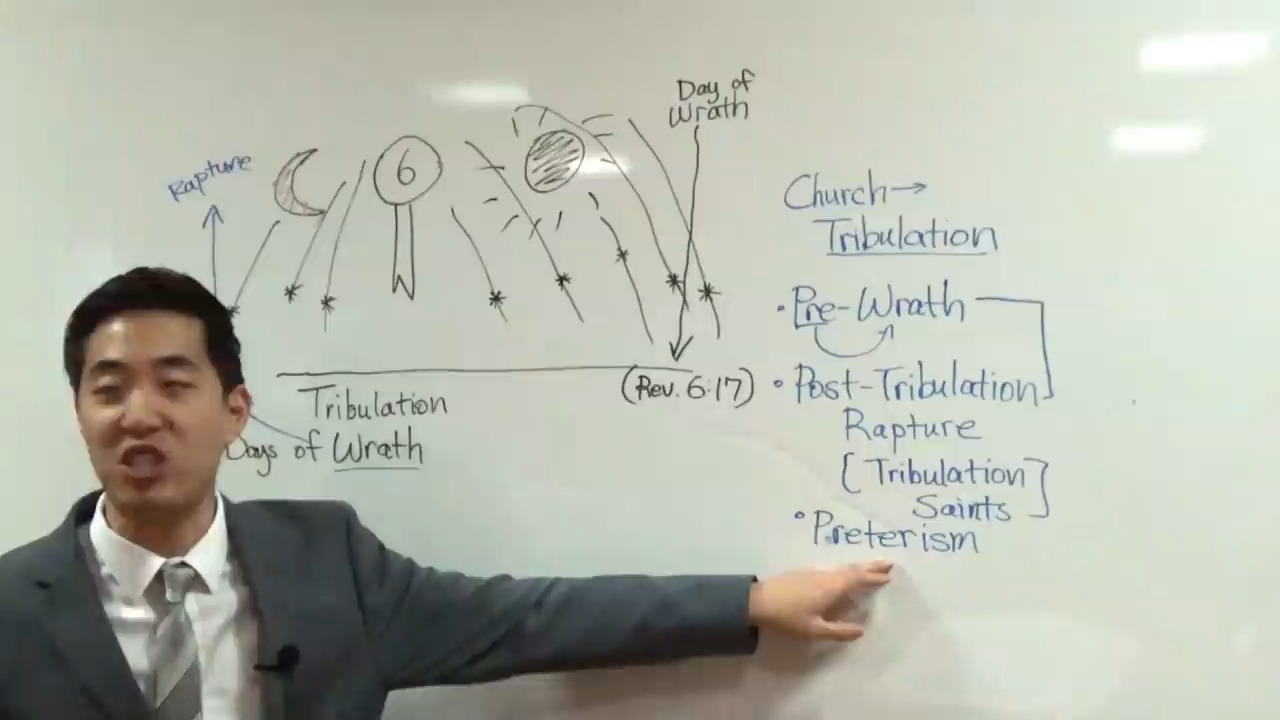 Rapture
6
Day of
Wrath
Tribulation
Days of Wrath
(Rev. 6:17)
Church→
Tribulation
• Pre-Wrath
• Post-Tribulation
Rapture
[Tribulation
Saints]
• Preterism